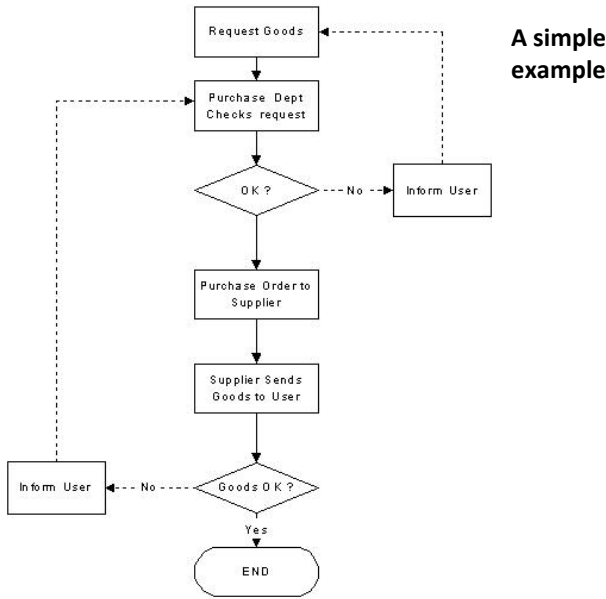 Request Goods
A simple
example
Purchase Dept
Checks request
OK?
No
Inform User
Purchase Order to
Supplier
Supplier Sends
Goods to User
Inform User
No
Goods OK?
Yes
END